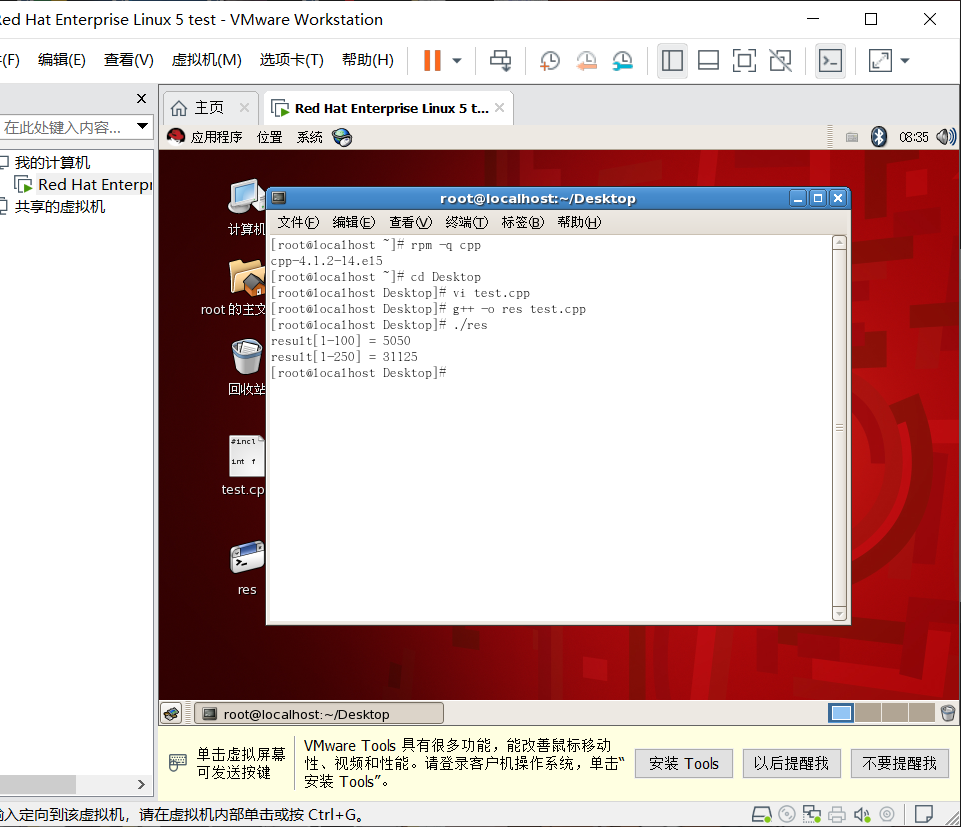 ed Hat Enterprise Linux 5 test - VMware Workstation
(F) 编辑(E) 查看(V) 虚拟机(M) 选项卡(T) 帮助(H)
在此处键入内容...
主页
Red Hat Enterprise Linux 5 t...
应用程序 位置 系统
08:35
我的计算机
Red Hat Enterpr
共享的虚拟机
计算机
root 的主文
回收站
#incl
int f
test.cp
res
root@localhost:~/Desktop
文件(F) 编辑(E) 查看(V) 终端(T) 标签(B) 帮助(H)
[root@localhost ~]# rpm -q cpp
cpp-4.1.2-14.el5
[root@localhost ~]# cd Desktop
[root@localhost Desktop]# vi test.cpp
[root@localhost Desktop]# g++ -o res test.cpp
[root@localhost Desktop]# ./res
result[1-100] = 5050
result[1-250] = 31125
[root@localhost Desktop]#
root@localhost:~/Desktop
单击虚拟屏幕
可发送按键
VMware Tools 具有很多功能，能改善鼠标移动
性、视频和性能。请登录客户机操作系统，单击“
安装 Tools”。
安装 Tools
以后提醒我
不要提醒我
输入定向到该虚拟机，请在虚拟机内部单击或按 Ctrl+G。